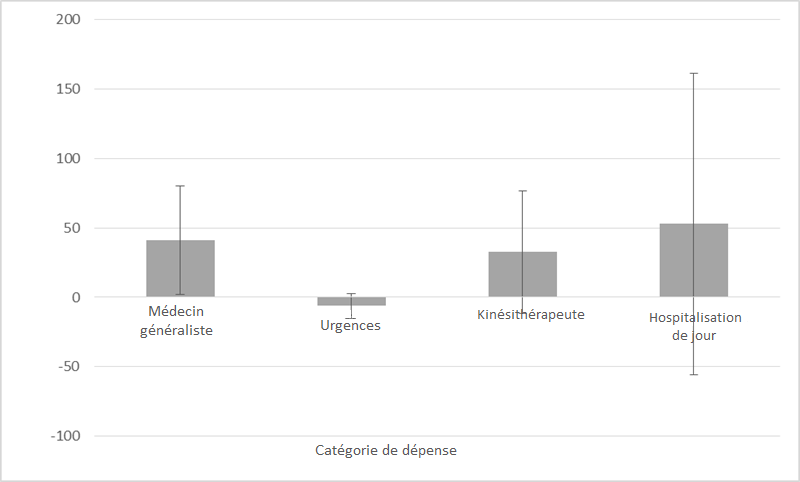 200
150
100
50
0
-50
-100
Médecin
généraliste
Urgences
Kinésithérapeute
Hospitalisation
de jour
Catégorie de dépense